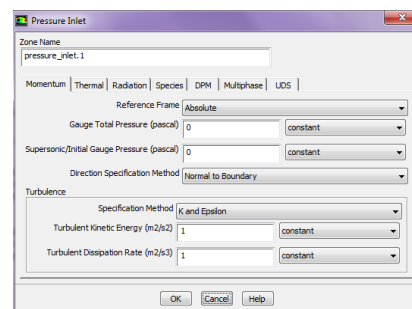 Pressure Inlet
Zone Name
pressure_inlet.1
Momentum Thermal Radiation Species DPM Multiphase UDS
Reference Frame Absolute
Gauge Total Pressure (pascal) 0 constant
Supersonic/Initial Gauge Pressure (pascal) 0 constant
Direction Specification Method Normal to Boundary
Turbulence
Specification Method K and Epsilon
Turbulent Kinetic Energy (m2/s2) 1 constant
Turbulent Dissipation Rate (m2/s3) 1 constant
OK Cancel Help